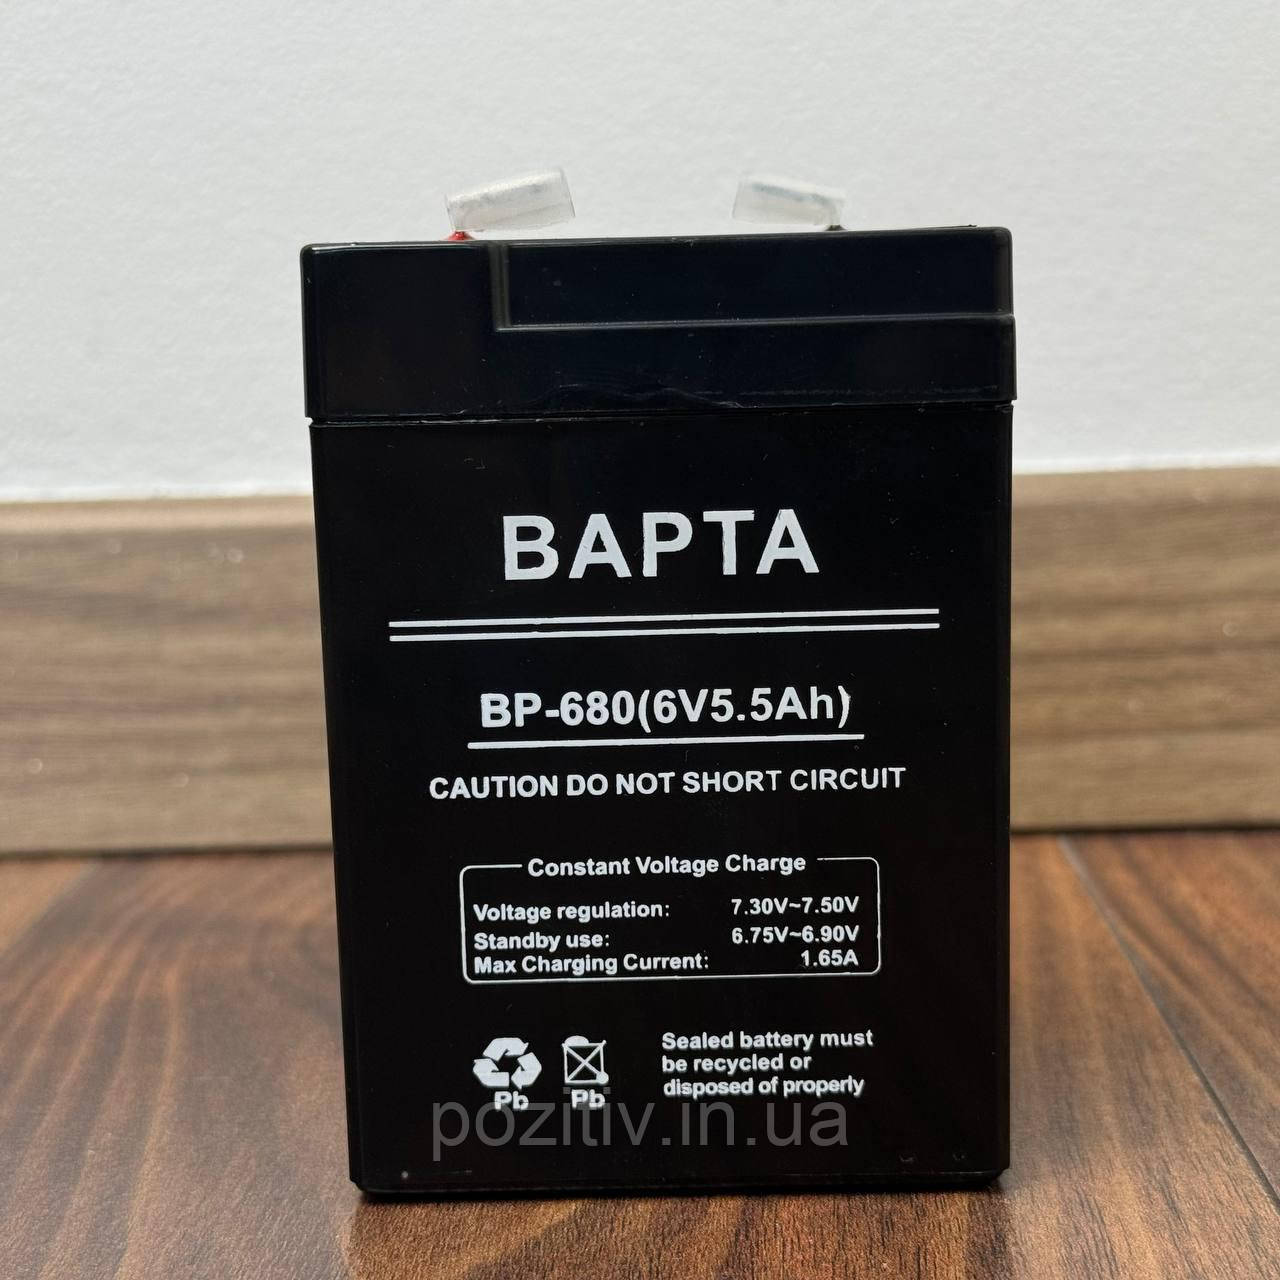 ВАРТА
BP-680(6V5.5Ah)
CAUTION DO NOT SHORT CIRCUIT
Constant Voltage Charge
Voltage regulation: 7.30V~7.50V
Standby use: 6.75V~6.90V
Max Charging Current: 1.65A
Sealed battery must
be recycled or
disposed of properly
Pb Pb
pozitiv.in.ua